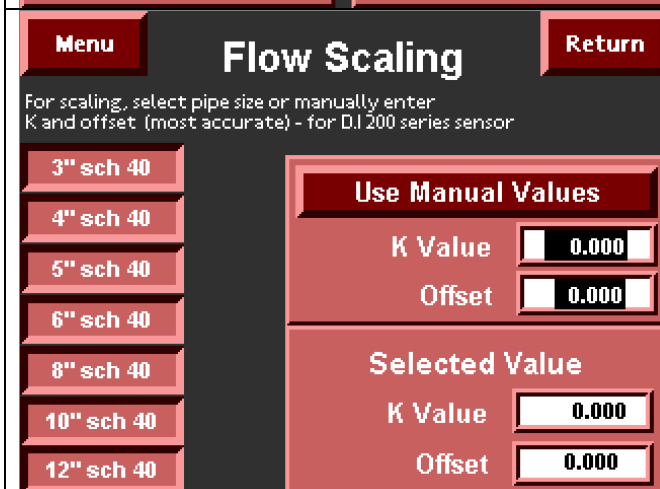 Menu
Flow Scaling
Return
For scaling, select pipe size or manually enter
K and offset (most accurate) - for D.I 200 series sensor
3" sch 40
4" sch 40
5" sch 40
6" sch 40
8" sch 40
10" sch 40
12" sch 40
Use Manual Values
K Value 0.000
Offset 0.000
Selected Value
K Value 0.000
Offset 0.000